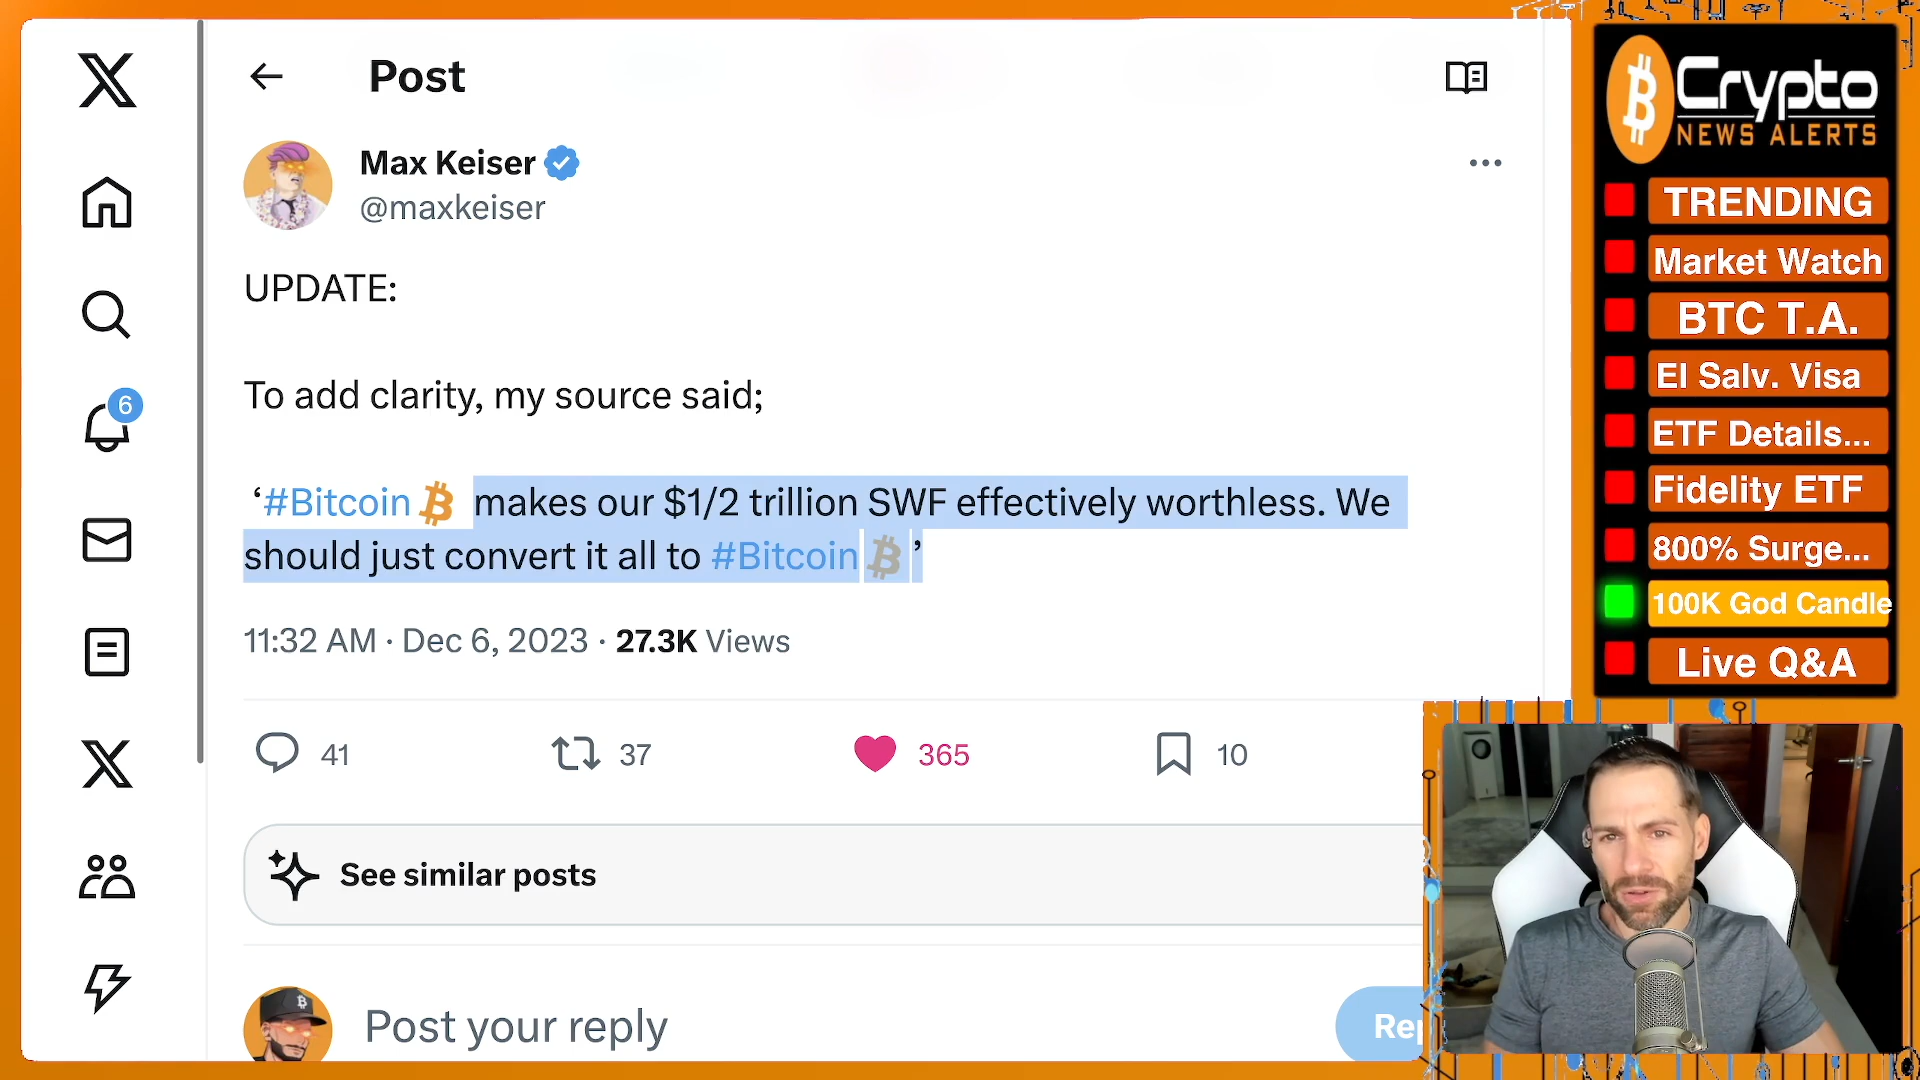 Post
Max Keiser
@maxkeiser
UPDATE:
To add clarity, my source said;
‘#Bitcoin makes our $1/2 trillion SWF effectively worthless. We
should just convert it all to #Bitcoin ’
11:32 AM · Dec 6, 2023 · 27.3K Views
41 37 365 10
See similar posts
Post your reply
6
Crypto
NEWS ALERTS
TRENDING
Market Watch
BTC T.A.
El Salv. Visa
ETF Details...
Fidelity ETF
800% Surge...
100K God Candle
Live Q&A